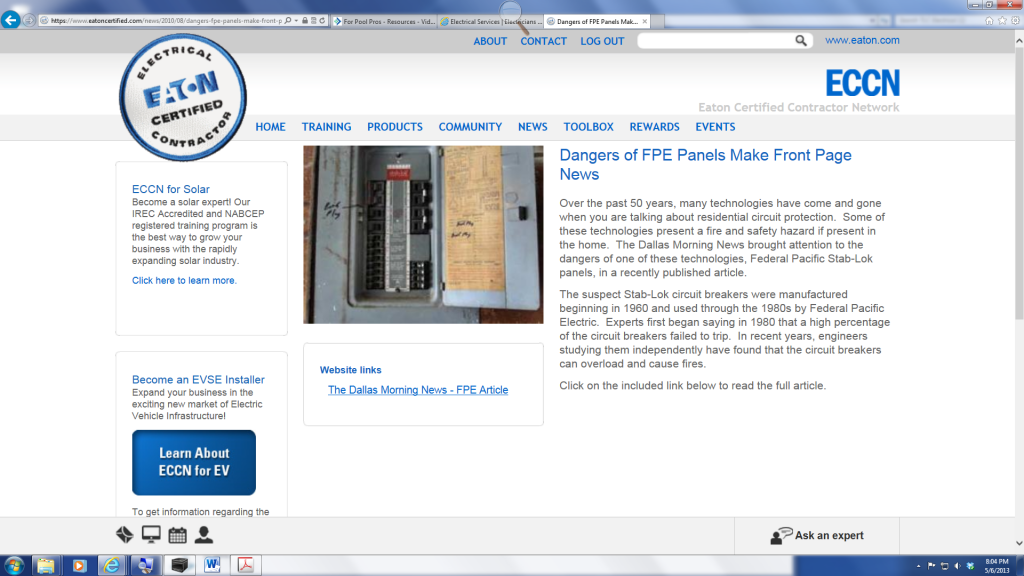 https://www.eatoncertified.com/news/2010/08/dangers-fpe-panels-make-front-p
For Pool Pros - Resources - Vid...
Electrical Services | Electricians ...
Dangers of FPE Panels Mak...
ABOUT CONTACT LOG OUT
www.eaton.com
ELECTRICAL
EATON
CERTIFIED
CONTRACTOR
ECCN
Eaton Certified Contractor Network
HOME TRAINING PRODUCTS COMMUNITY NEWS TOOLBOX REWARDS EVENTS
ECCN for Solar
Become a solar expert! Our
IREC Accredited and NABCEP
registered training program is
the best way to grow your
business with the rapidly
expanding solar industry.
Click here to learn more.
Become an EVSE Installer
Expand your business in the
exciting new market of Electric
Vehicle Infrastructure!
Learn About
ECCN for EV
To get information regarding the
Website links
The Dallas Morning News - FPE Article
Dangers of FPE Panels Make Front Page
News
Over the past 50 years, many technologies have come and gone
when you are talking about residential circuit protection. Some of
these technologies present a fire and safety hazard if present in
the home. The Dallas Morning News brought attention to the
dangers of one of these technologies, Federal Pacific Stab-Lok
panels, in a recently published article.
The suspect Stab-Lok circuit breakers were manufactured
beginning in 1960 and used through the 1980s by Federal Pacific
Electric. Experts first began saying in 1980 that a high percentage
of the circuit breakers failed to trip. In recent years, engineers
studying them independently have found that the circuit breakers
can overload and cause fires.
Click on the included link below to read the full article.
Ask an expert
8:04 PM
5/6/2013